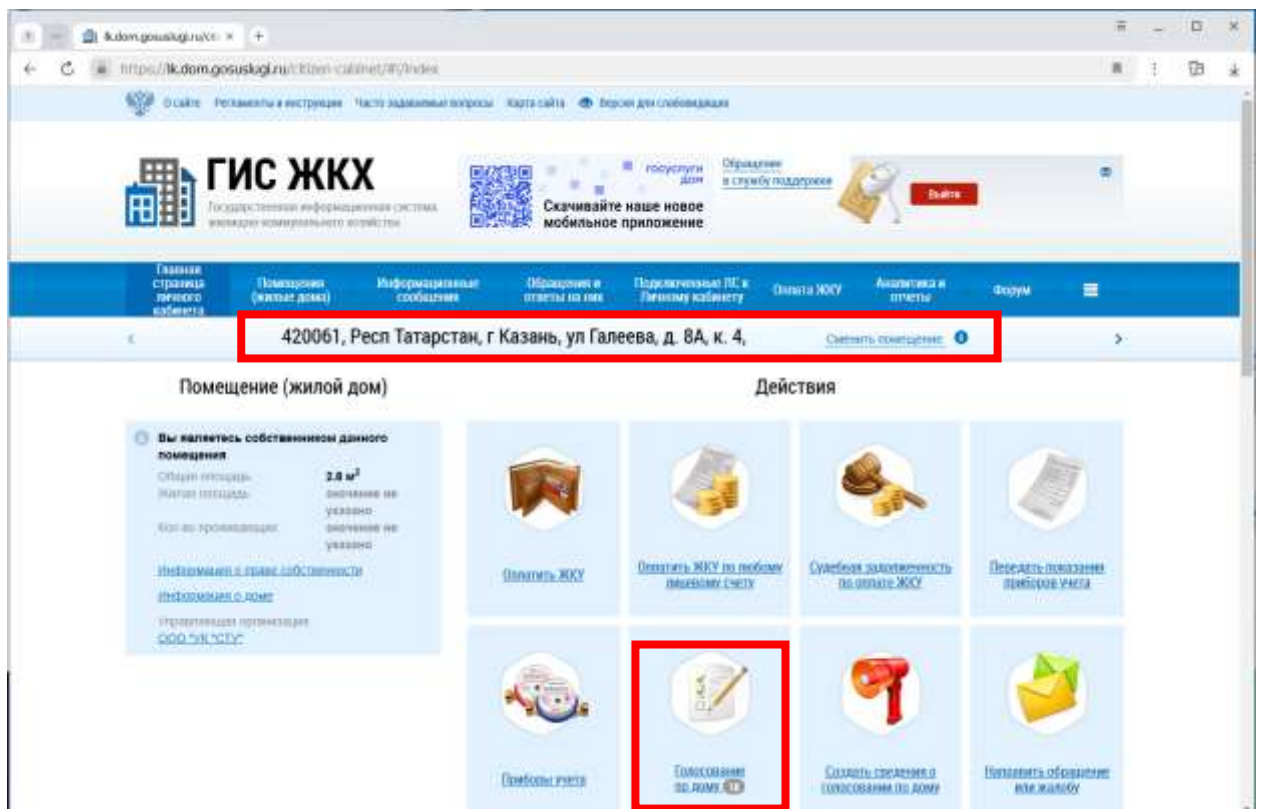 lk.dom.gosuslugi.ru/cit
https://lk.dom.gosuslugi.ru/citizen-cabinet/#!/index
О сайте Регламенты и инструкции Часто задаваемые вопросы Карта сайта Версия для слабовидящих
ГИС ЖКХ
Государственная информационная система
жилищно-коммунального хозяйства
госуслуги
дом
Скачивайте наше новое
мобильное приложение
Обращение
в службу поддержки
Выйти
Главная страница личного кабинета
Помещения (жилые дома)
Информационные сообщения
Обращения и ответы на них
Подключенные ЛС к Личному кабинету
Оплата ЖКУ
Аналитика и отчеты
Форум
420061, Респ Татарстан, г Казань, ул Галеева, д. 8А, к. 4,
Сменить помещение
Помещение (жилой дом)
Действия
Вы являетесь собственником данного
помещения
Общая площадь 2.8 м²
Жилая площадь значение не
указано
Кол-во проживающих значение не
указано
Информация о праве собственности
Информация о доме
Управляющая организация
ООО "УК "СТУ"
Оплатить ЖКУ
Оплатить ЖКУ по любому
лицевому счету
Судебная задолженность
по оплате ЖКУ
Передать показания
приборов учета
Приборы учета
Голосование
по дому
Создать сведения о
голосовании по дому
Направить обращение
или жалобу